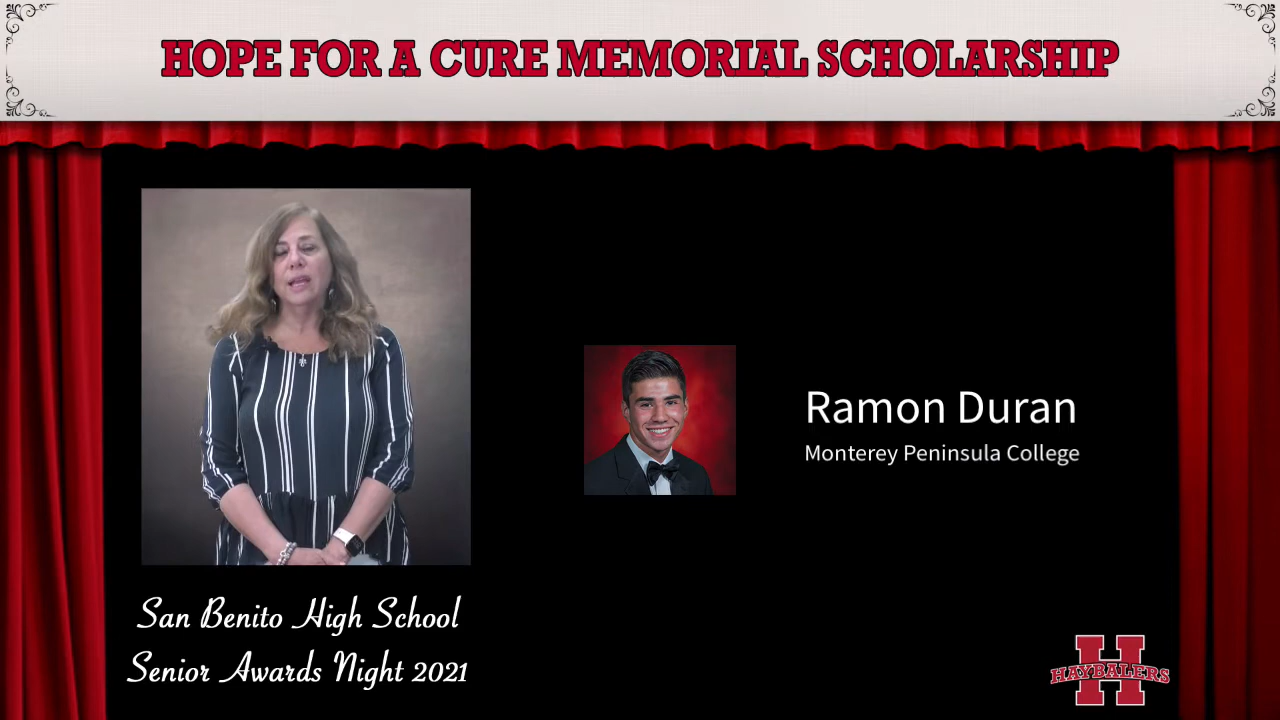 HOPE FOR A CURE MEMORIAL SCHOLARSHIP
Ramon Duran
Monterey Peninsula College
San Benito High School
Senior Awards Night 2021
H
HAYBALERS